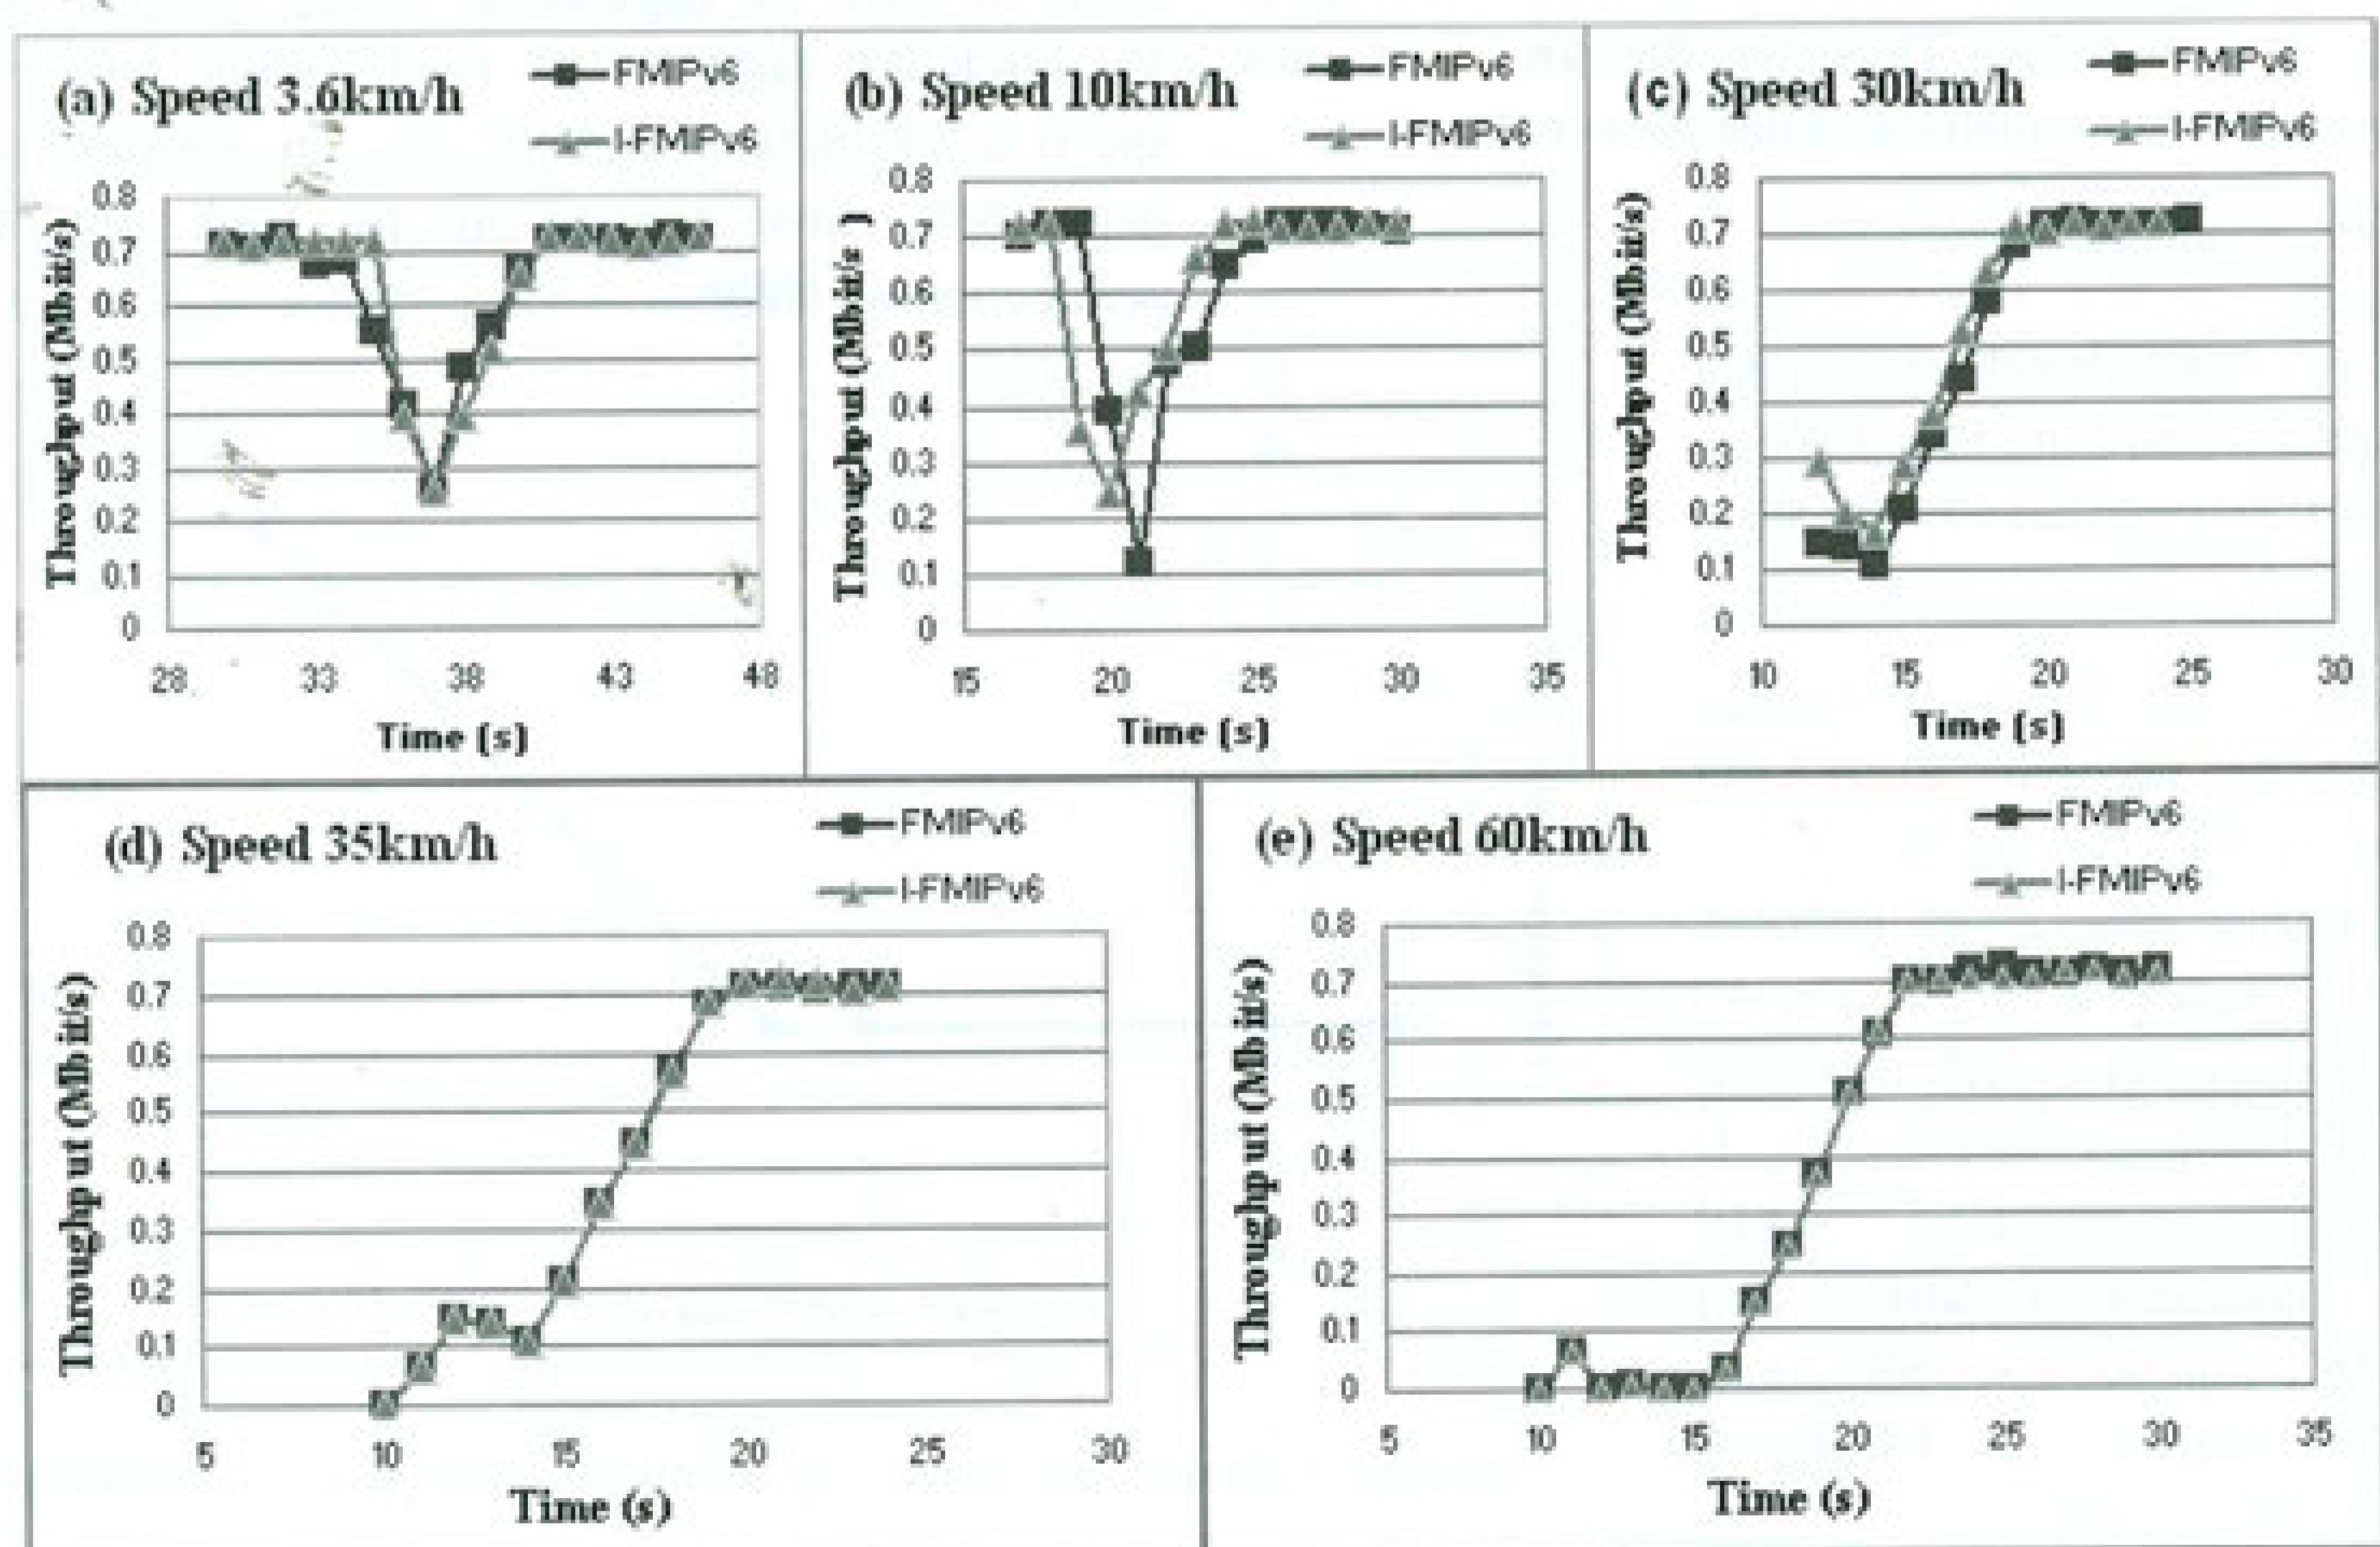 (a) Speed 3.6km/h
FMIPv6
I-FMIPv6
Throughput (Mbit/s)
0.8
0.7
0.6
0.5
0.4
0.3
0.2
0.1
0
28
33
38
43
48
Time (s)
(b) Speed 10km/h
FMIPv6
I-FMIPv6
Throughput (Mbit/s )
0.8
0.7
0.6
0.5
0.4
0.3
0.2
0.1
0
15
20
25
30
35
Time (s)
(c) Speed 30km/h
FMIPv6
I-FMIPv6
Throughput (Mbit/s)
0.8
0.7
0.6
0.5
0.4
0.3
0.2
0.1
0
10
15
20
25
30
Time (s)
(d) Speed 35km/h
FMIPv6
I-FMIPv6
Throughput (Mbit/s)
0.8
0.7
0.6
0.5
0.4
0.3
0.2
0.1
0
5
10
15
20
25
30
Time (s)
(e) Speed 60km/h
FMIPv6
I-FMIPv6
Throughput (Mbit/s)
0.8
0.7
0.6
0.5
0.4
0.3
0.2
0.1
0
5
10
15
20
25
30
35
Time (s)